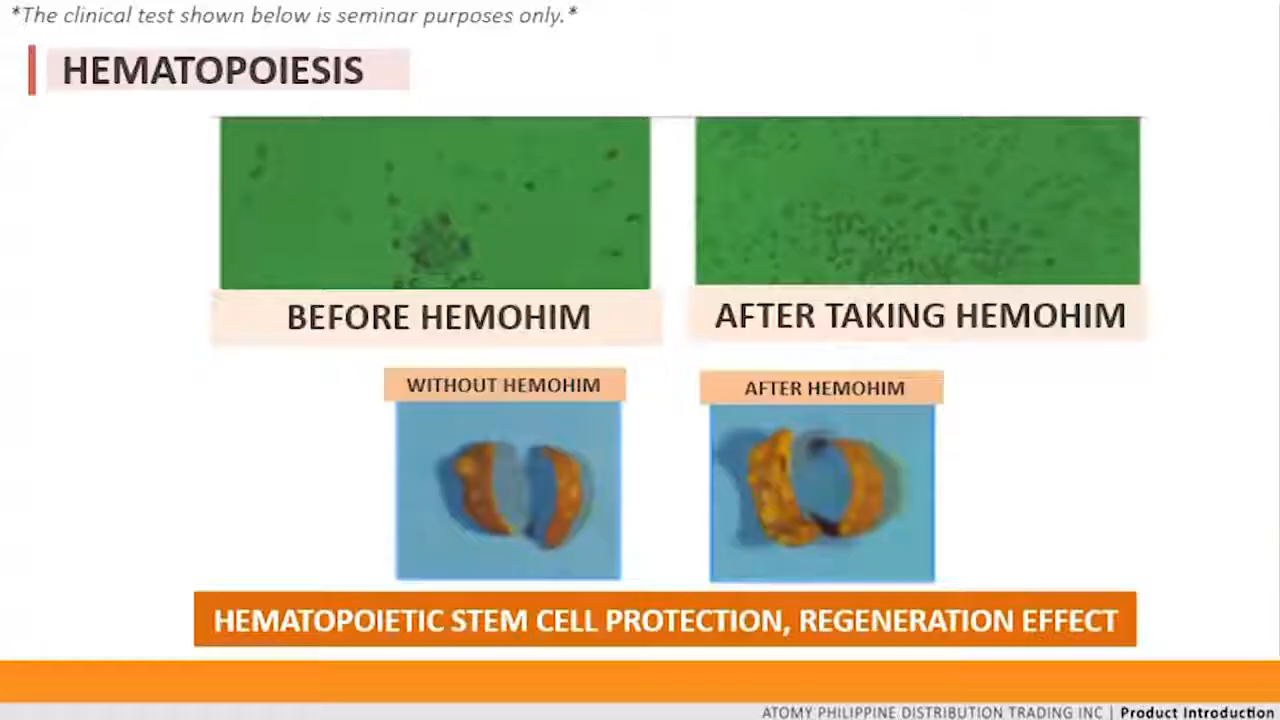 *The clinical test shown below is seminar purposes only.*
HEMATOPOIESIS
BEFORE HEMOHIM
AFTER TAKING HEMOHIM
WITHOUT HEMOHIM
AFTER HEMOHIM
HEMATOPOIETIC STEM CELL PROTECTION, REGENERATION EFFECT
ATOMY PHILIPPINE DISTRIBUTION TRADING INC | Product Introduction